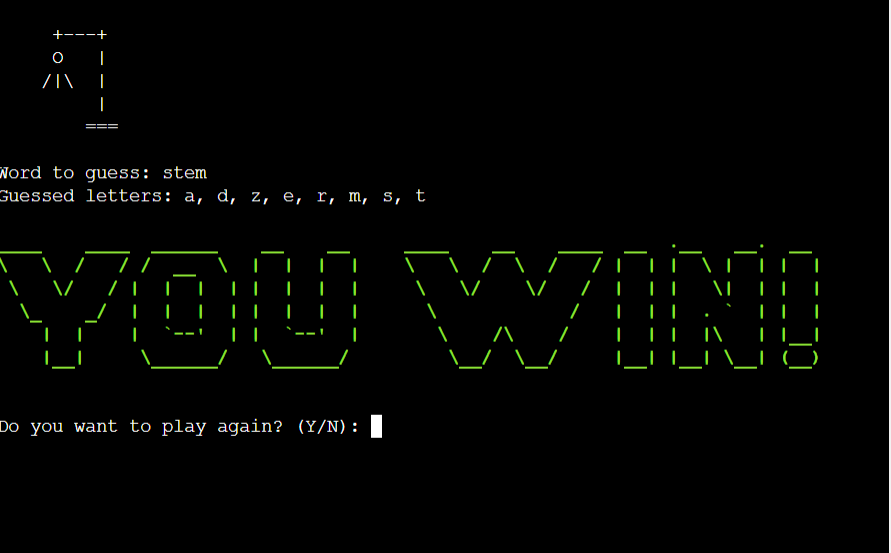 Word to guess: stem
Guessed letters: a, d, z, e, r, m, s, t
YOU WIN!
Do you want to play again? (Y/N):